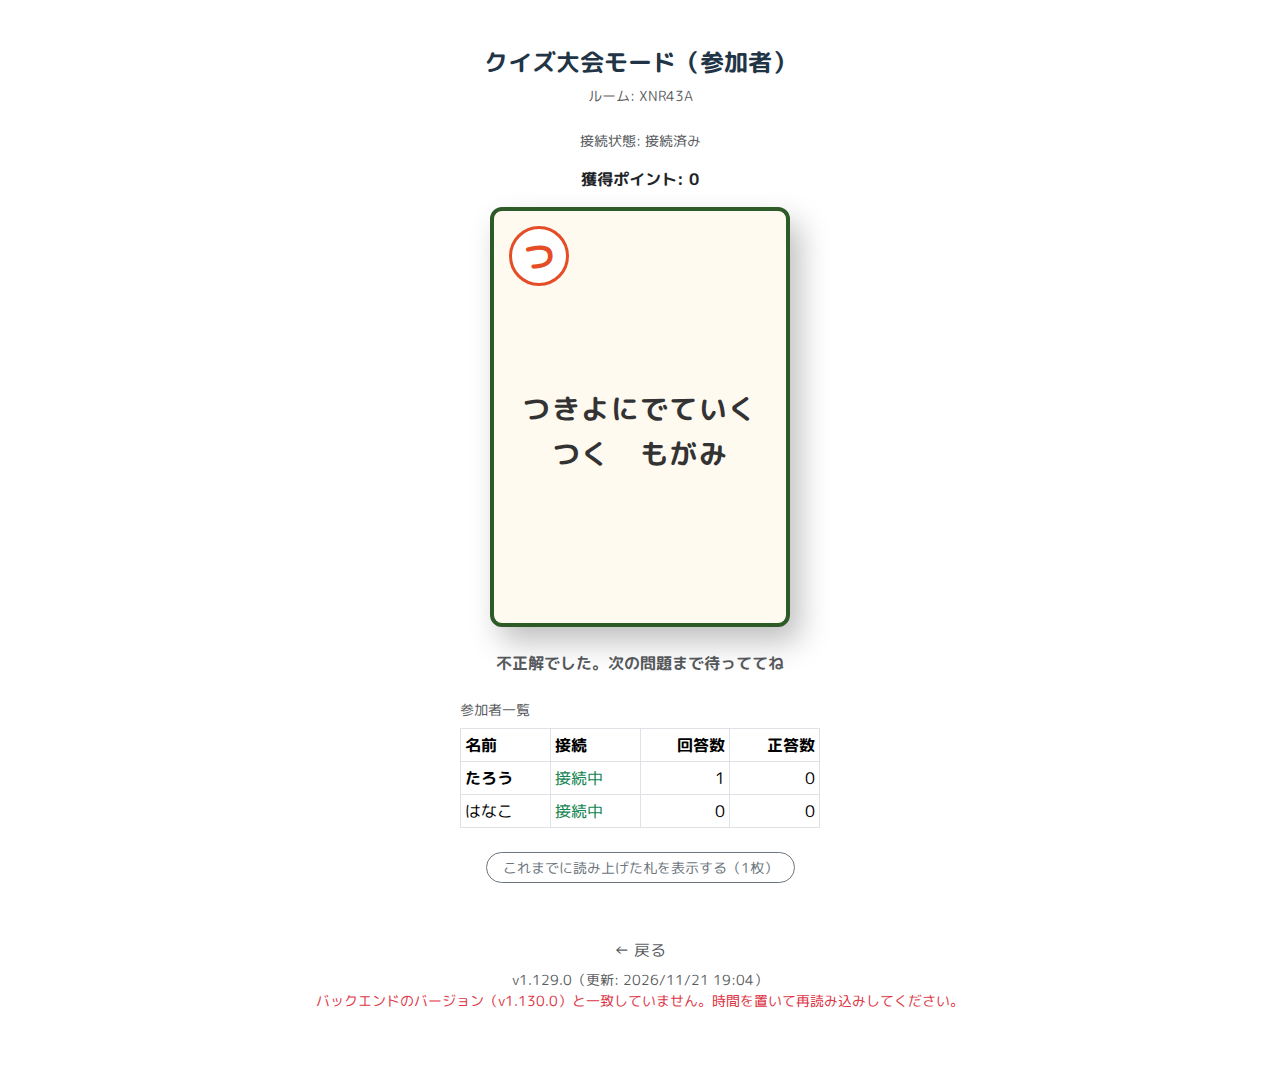 クイズ大会モード（参加者）
ルーム: XNR43A
接続状態: 接続済み
獲得ポイント: 0
つ
つきよにでていく
つく　もがみ
不正解でした。次の問題まで待っててね
参加者一覧
名前 接続 回答数 正答数
たろう 接続中 1 0
はなこ 接続中 0 0
これまでに読み上げた札を表示する（1枚）
← 戻る
v1.129.0（更新: 2026/11/21 19:04）
バックエンドのバージョン（v1.130.0）と一致していません。時間を置いて再読み込みしてください。